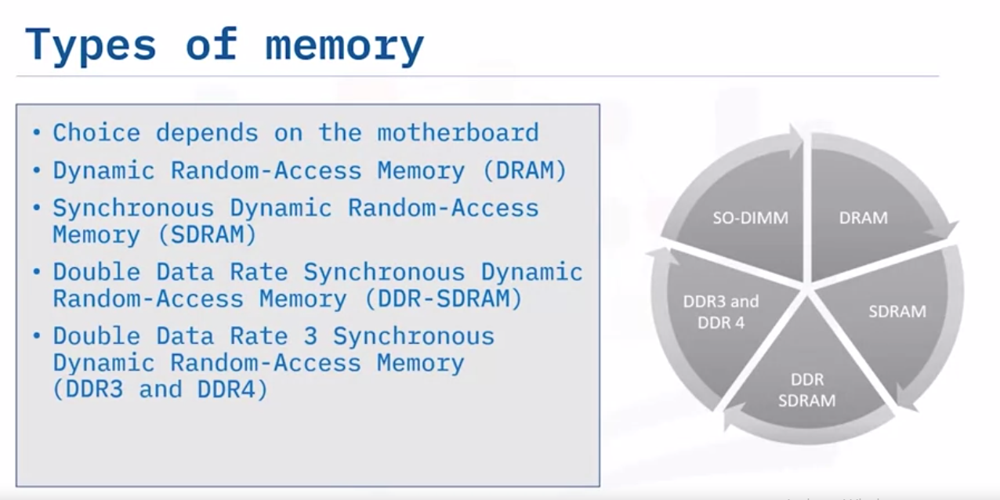 Types of memory
• Choice depends on the motherboard
• Dynamic Random-Access Memory (DRAM)
• Synchronous Dynamic Random-Access
Memory (SDRAM)
• Double Data Rate Synchronous Dynamic
Random-Access Memory (DDR-SDRAM)
• Double Data Rate 3 Synchronous
Dynamic Random-Access Memory
(DDR3 and DDR4)
SO-DIMM
DRAM
DDR3 and
DDR 4
SDRAM
DDR
SDRAM